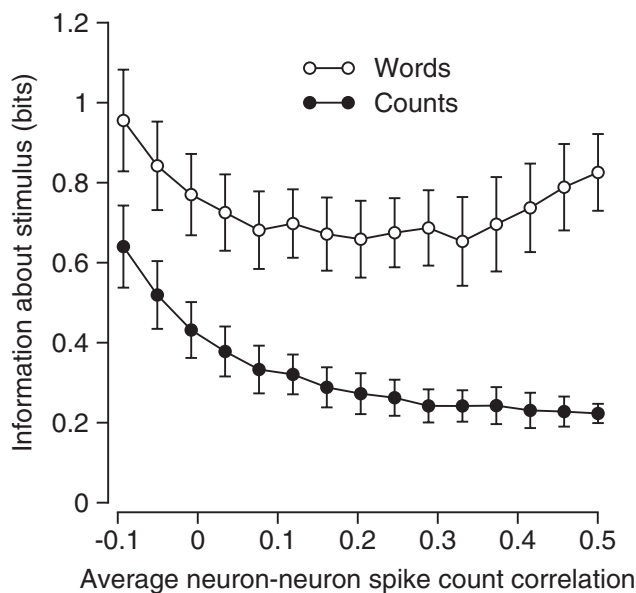 1.2
Words
Counts
1
0.8
0.6
0.4
0.2
0
Information about stimulus (bits)
-0.1 0 0.1 0.2 0.3 0.4 0.5
Average neuron-neuron spike count correlation